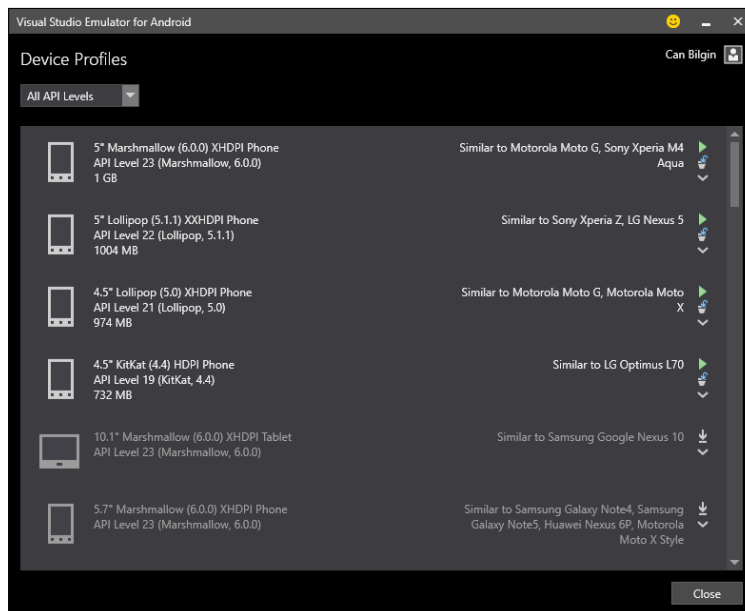 Visual Studio Emulator for Android
Device Profiles
Can Bilgin
All API Levels
5" Marshmallow (6.0.0) XHDPI Phone
API Level 23 (Marshmallow, 6.0.0)
1 GB
Similar to Motorola Moto G, Sony Xperia M4
Aqua
5" Lollipop (5.1.1) XXHDPI Phone
API Level 22 (Lollipop, 5.1.1)
1004 MB
Similar to Sony Xperia Z, LG Nexus 5
4.5" Lollipop (5.0) XHDPI Phone
API Level 21 (Lollipop, 5.0)
974 MB
Similar to Motorola Moto G, Motorola Moto
X
4.5" KitKat (4.4) HDPI Phone
API Level 19 (KitKat, 4.4)
732 MB
Similar to LG Optimus L70
10.1" Marshmallow (6.0.0) XHDPI Tablet
API Level 23 (Marshmallow, 6.0.0)
Similar to Samsung Google Nexus 10
5.7" Marshmallow (6.0.0) XHDPI Phone
API Level 23 (Marshmallow, 6.0.0)
Similar to Samsung Galaxy Note4, Samsung
Galaxy Note5, Huawei Nexus 6P, Motorola
Moto X Style
Close